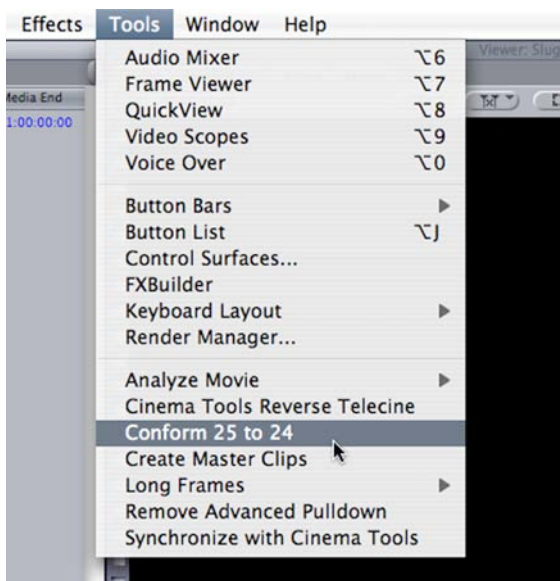 Effects Tools Window Help
Viewer: Slug
Media End
1:00:00:00
Audio Mixer ⌥6
Frame Viewer ⌥7
QuickView ⌥8
Video Scopes ⌥9
Voice Over ⌥0
Button Bars
Button List ⌥J
Control Surfaces...
FXBuilder
Keyboard Layout
Render Manager...
Analyze Movie
Cinema Tools Reverse Telecine
Conform 25 to 24
Create Master Clips
Long Frames
Remove Advanced Pulldown
Synchronize with Cinema Tools